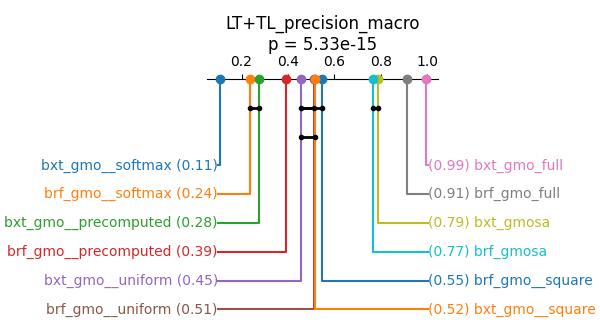 LT+TL_precision_macro
p = 5.33e-15
0.2 0.4 0.6 0.8 1.0
bxt_gmo__softmax (0.11) (0.99) bxt_gmo_full
brf_gmo__softmax (0.24) (0.91) brf_gmo_full
bxt_gmo__precomputed (0.28) (0.79) bxt_gmosa
brf_gmo__precomputed (0.39) (0.77) brf_gmosa
bxt_gmo__uniform (0.45) (0.55) brf_gmo__square
brf_gmo__uniform (0.51) (0.52) bxt_gmo__square